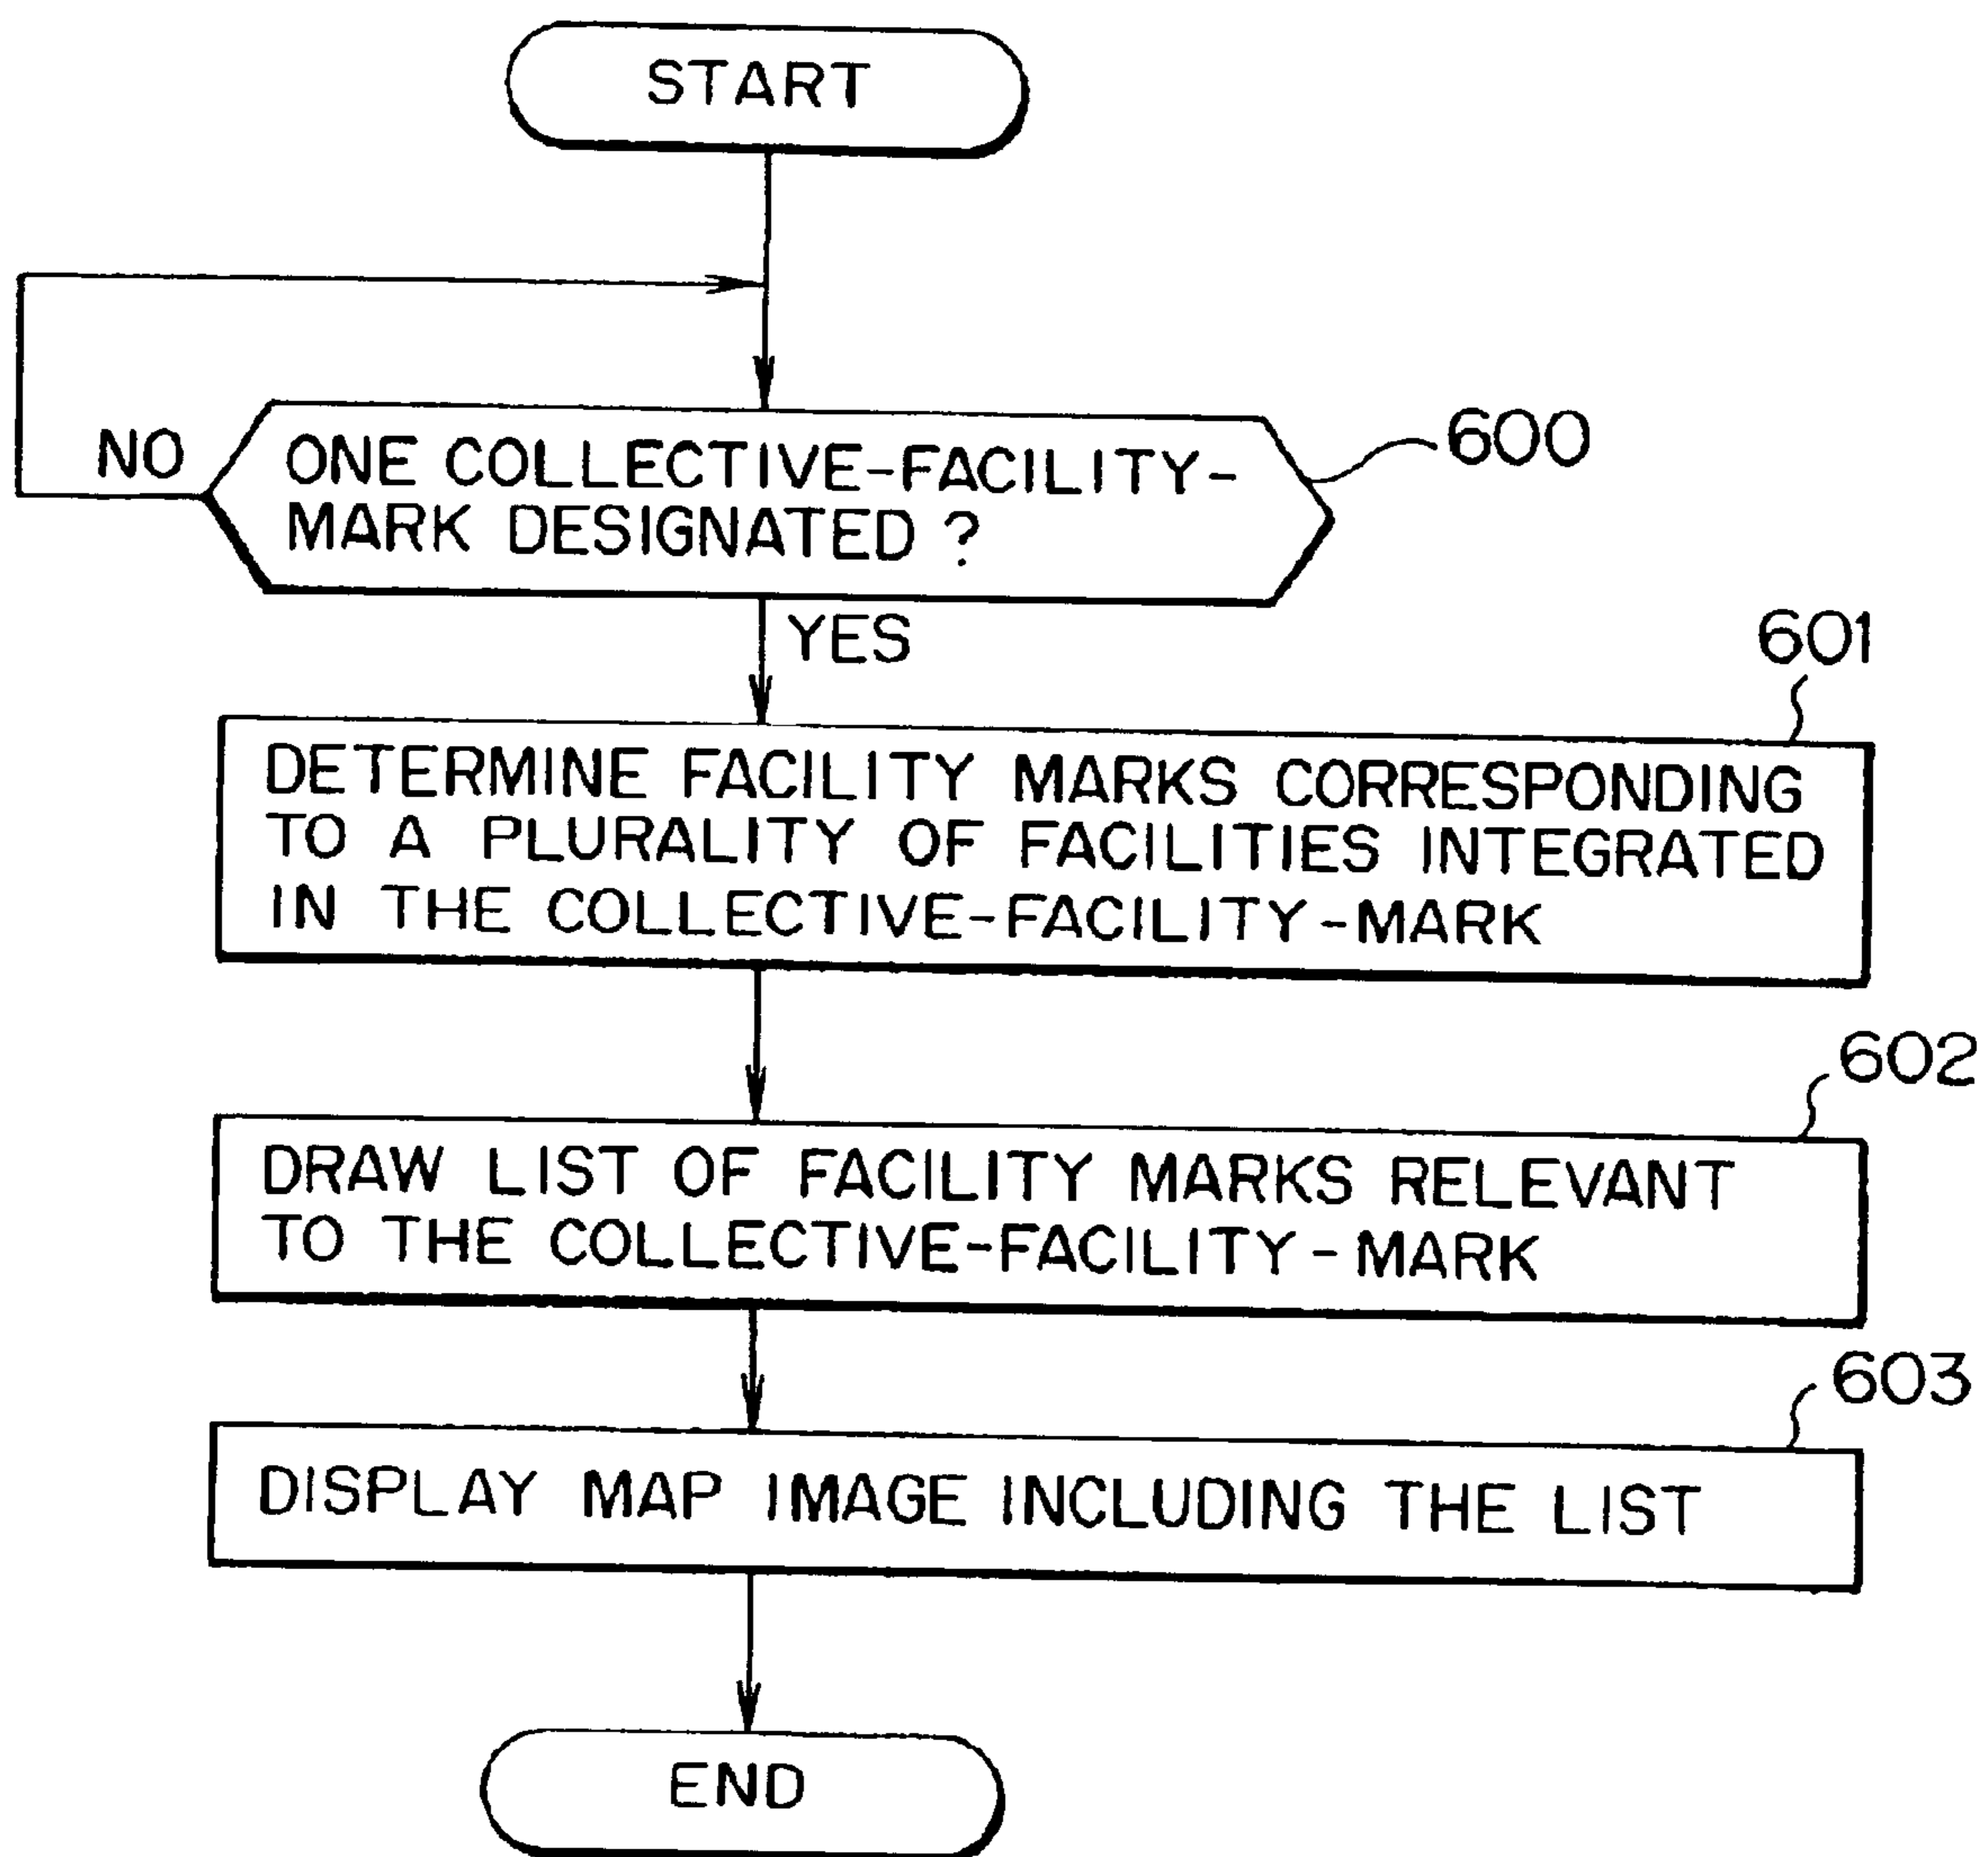 START
NO
ONE COLLECTIVE-FACILITY-
MARK DESIGNATED ?
600
YES
601
DETERMINE FACILITY MARKS CORRESPONDING
TO A PLURALITY OF FACILITIES INTEGRATED
IN THE COLLECTIVE-FACILITY-MARK
602
DRAW LIST OF FACILITY MARKS RELEVANT
TO THE COLLECTIVE-FACILITY-MARK
603
DISPLAY MAP IMAGE INCLUDING THE LIST
END